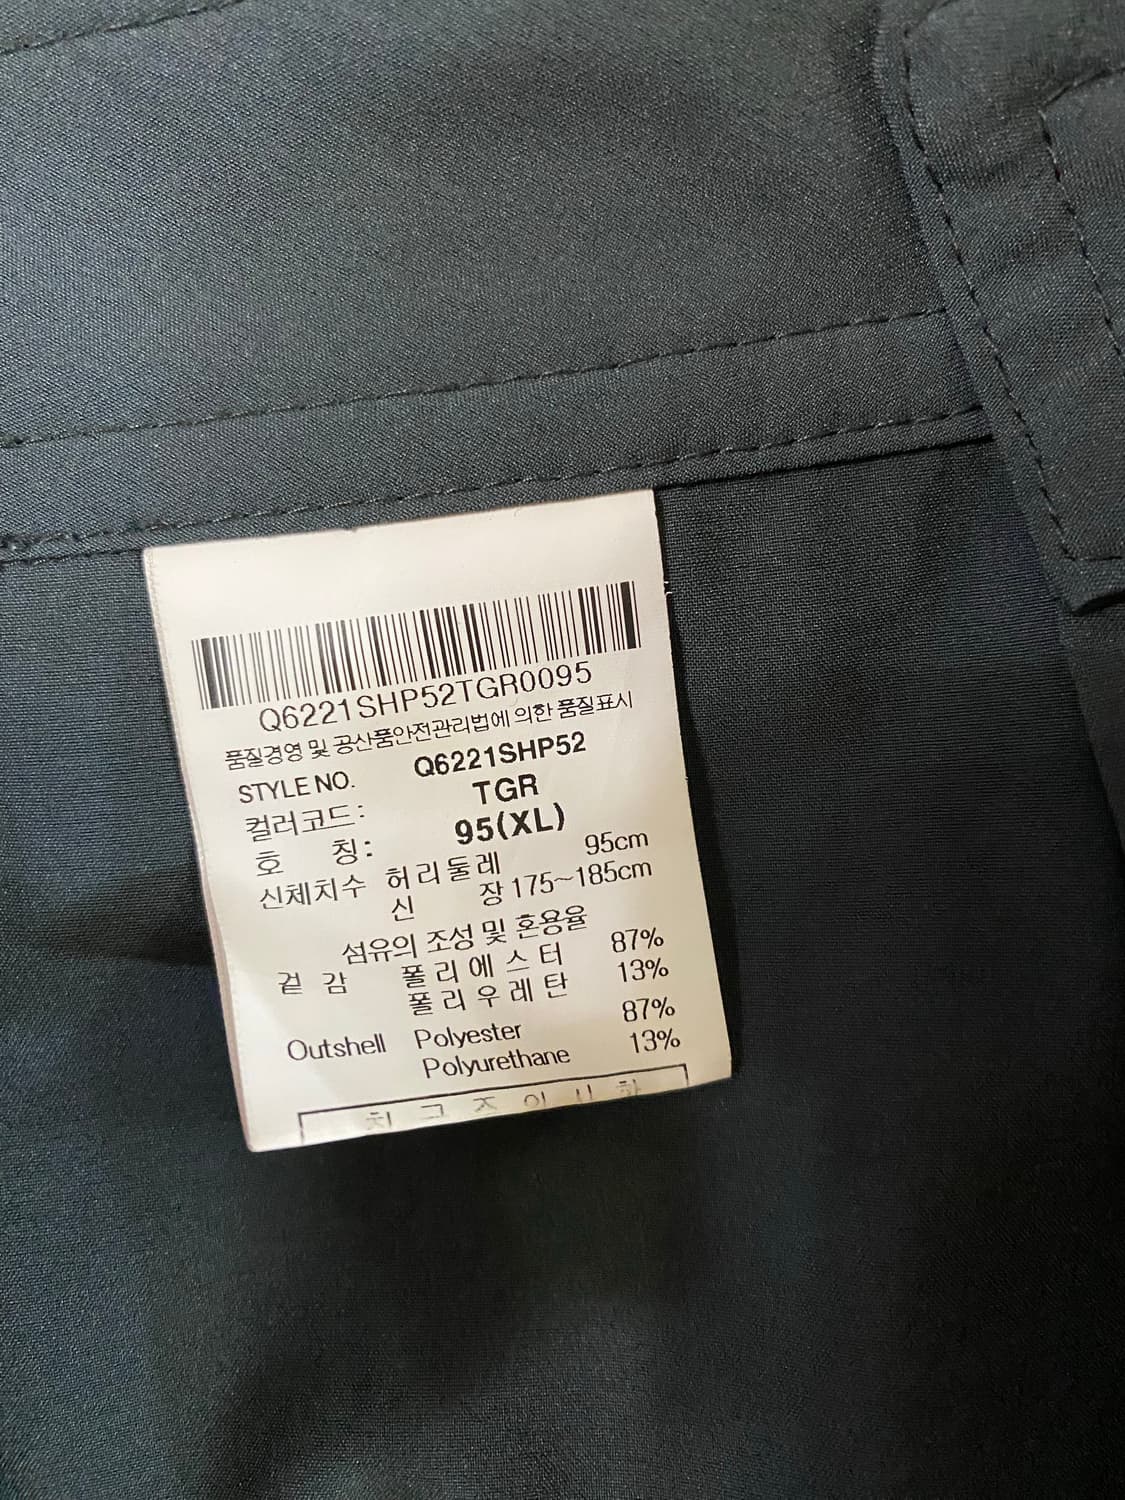 Q6221SHP52TGR0095
품질경영 및 공산품안전관리법에 의한 품질표시
STYLE NO. Q6221SHP52
컬러코드: TGR
호 칭: 95(XL)
신체치수 허리둘레 95cm
신 장 175~185cm
섬유의 조성 및 혼용율
겉 감 폴리에스터 87%
폴리우레탄 13%
Outshell Polyester 87%
Polyurethane 13%